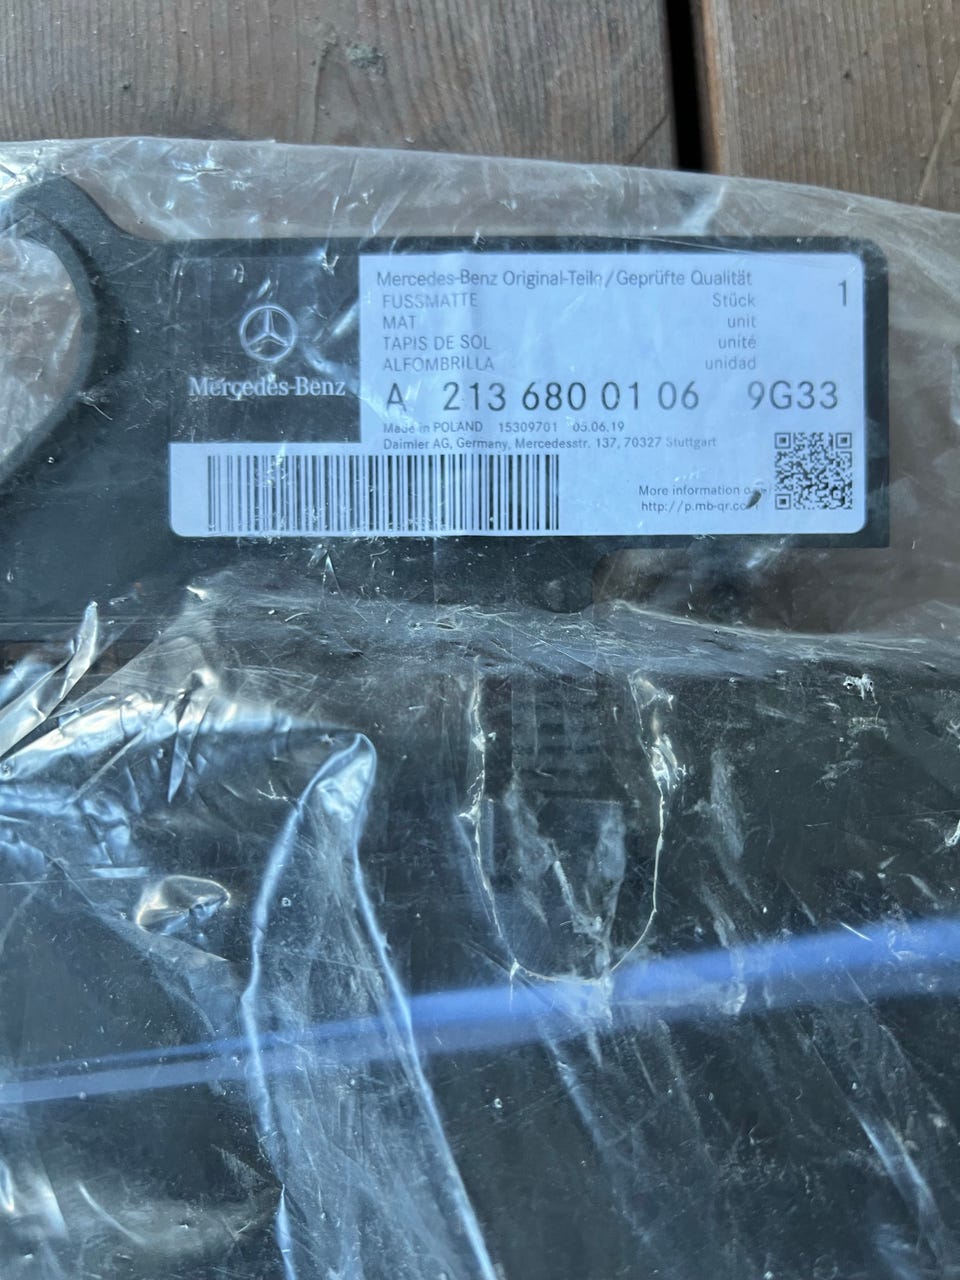 Mercedes-Benz
Mercedes-Benz Original-Teile/Geprüfte Qualität
FUSSMATTE Stück 1
MAT unit
TAPIS DE SOL unité
ALFOMBRILLA unidad
A 213 680 01 06 9G33
Made in POLAND 15309701 05.06.19
Daimler AG, Germany, Mercedesstr. 137, 70327 Stuttgart
More information
http://p.mb-qr.com